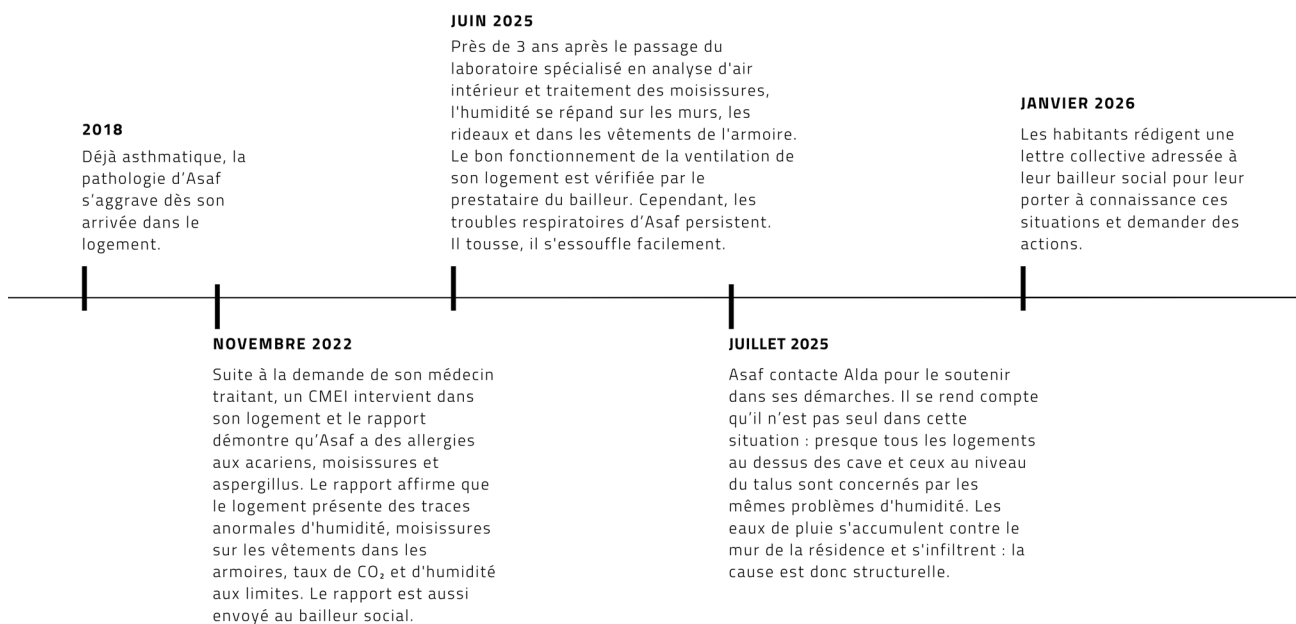 2018
Déjà asthmatique, la
pathologie d’Asaf
s’aggrave dès son
arrivée dans le
logement.
NOVEMBRE 2022
Suite à la demande de son médecin
traitant, un CMEI intervient dans
son logement et le rapport
démontre qu’Asaf a des allergies
aux acariens, moisissures et
aspergillus. Le rapport affirme que
le logement présente des traces
anormales d'humidité, moisissures
sur les vêtements dans les
armoires, taux de CO₂ et d'humidité
aux limites. Le rapport est aussi
envoyé au bailleur social.
JUIN 2025
Près de 3 ans après le passage du
laboratoire spécialisé en analyse d'air
intérieur et traitement des moisissures,
l'humidité se répand sur les murs, les
rideaux et dans les vêtements de l'armoire.
Le bon fonctionnement de la ventilation de
son logement est vérifiée par le
prestataire du bailleur. Cependant, les
troubles respiratoires d’Asaf persistent.
Il tousse, il s'essouffle facilement.
JUILLET 2025
Asaf contacte Alda pour le soutenir
dans ses démarches. Il se rend compte
qu’il n’est pas seul dans cette
situation : presque tous les logements
au dessus des cave et ceux au niveau
du talus sont concernés par les
mêmes problèmes d'humidité. Les
eaux de pluie s'accumulent contre le
mur de la résidence et s'infiltrent : la
cause est donc structurelle.
JANVIER 2026
Les habitants rédigent une
lettre collective adressée à
leur bailleur social pour leur
porter à connaissance ces
situations et demander des
actions.